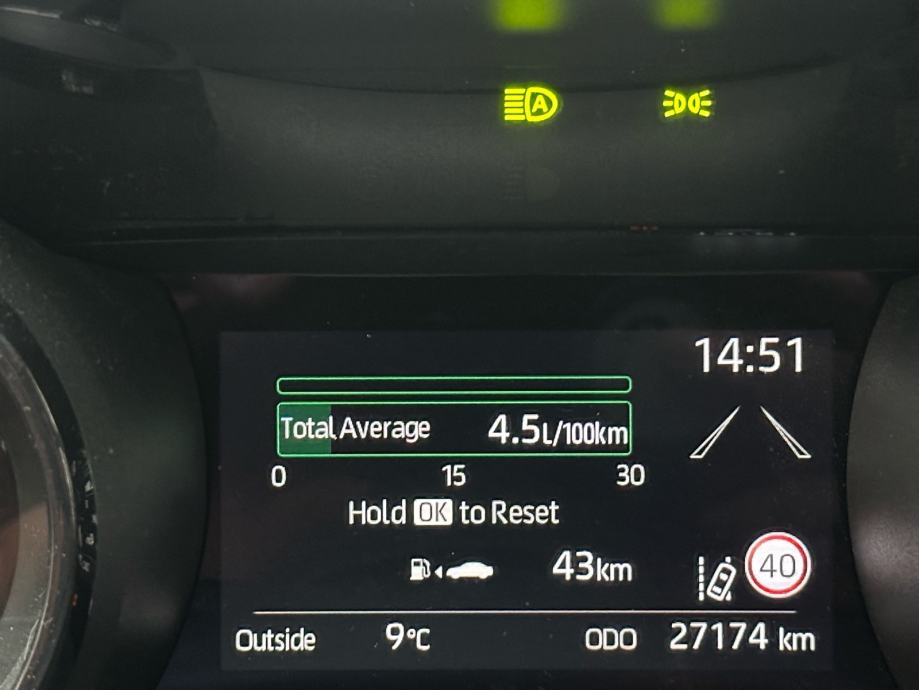 A
14:51
Total Average 4.5L/100km
0 15 30
Hold OK to Reset
43km
40
Outside 9°C ODO 27174 km